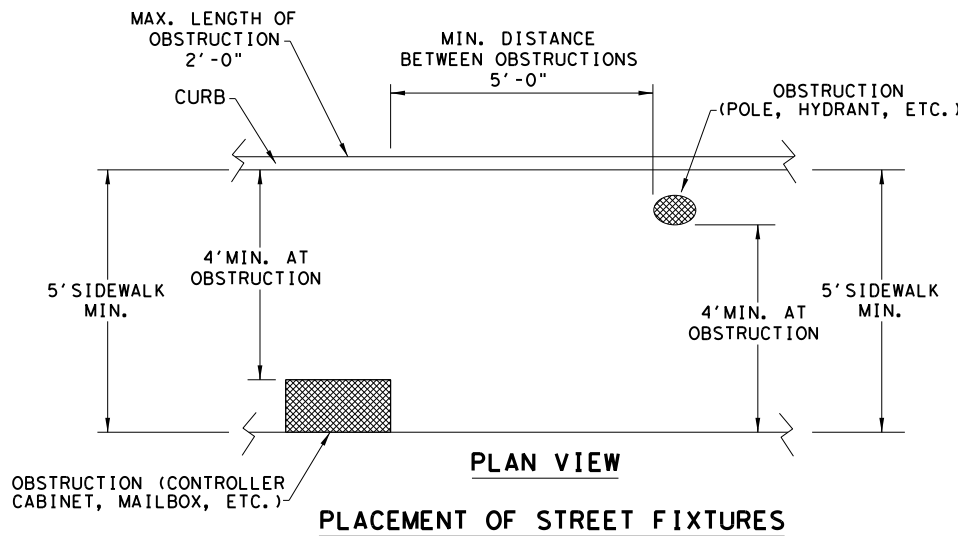 MAX. LENGTH OF
OBSTRUCTION
2'-0"
MIN. DISTANCE
BETWEEN OBSTRUCTIONS
5'-0"
CURB
OBSTRUCTION
(POLE, HYDRANT, ETC.)
4'MIN. AT
OBSTRUCTION
5'SIDEWALK
MIN.
4'MIN. AT
OBSTRUCTION
5'SIDEWALK
MIN.
OBSTRUCTION (CONTROLLER
CABINET, MAILBOX, ETC.)
PLAN VIEW
PLACEMENT OF STREET FIXTURES